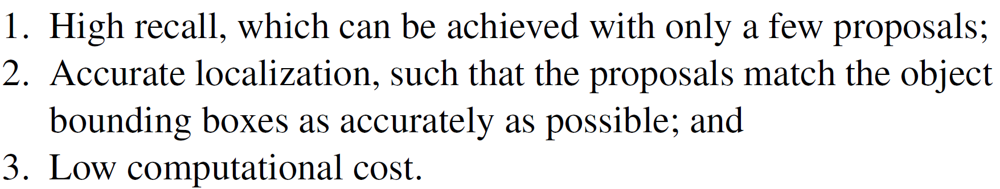 1. High recall, which can be achieved with only a few proposals;
2. Accurate localization, such that the proposals match the object
bounding boxes as accurately as possible; and
3. Low computational cost.